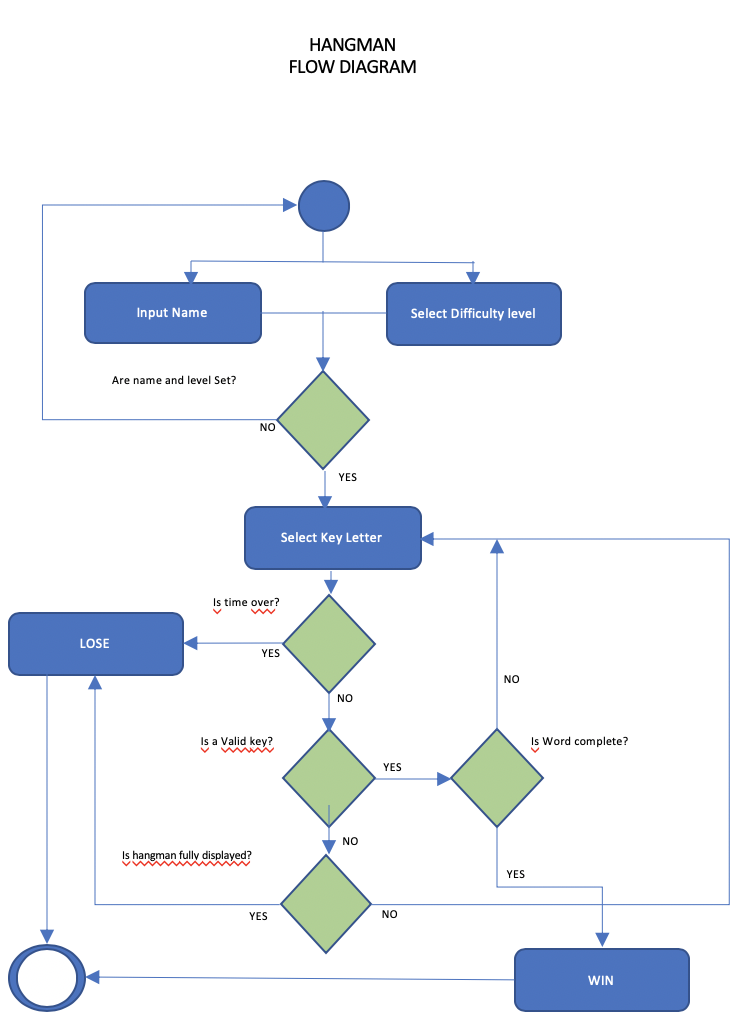 HANGMAN
FLOW DIAGRAM
Input Name
Select Difficulty level
Are name and level Set?
NO
YES
Select Key Letter
Is time over?
LOSE
YES
NO
NO
Is a Valid key?
Is Word complete?
YES
NO
Is hangman fully displayed?
YES
YES
NO
WIN